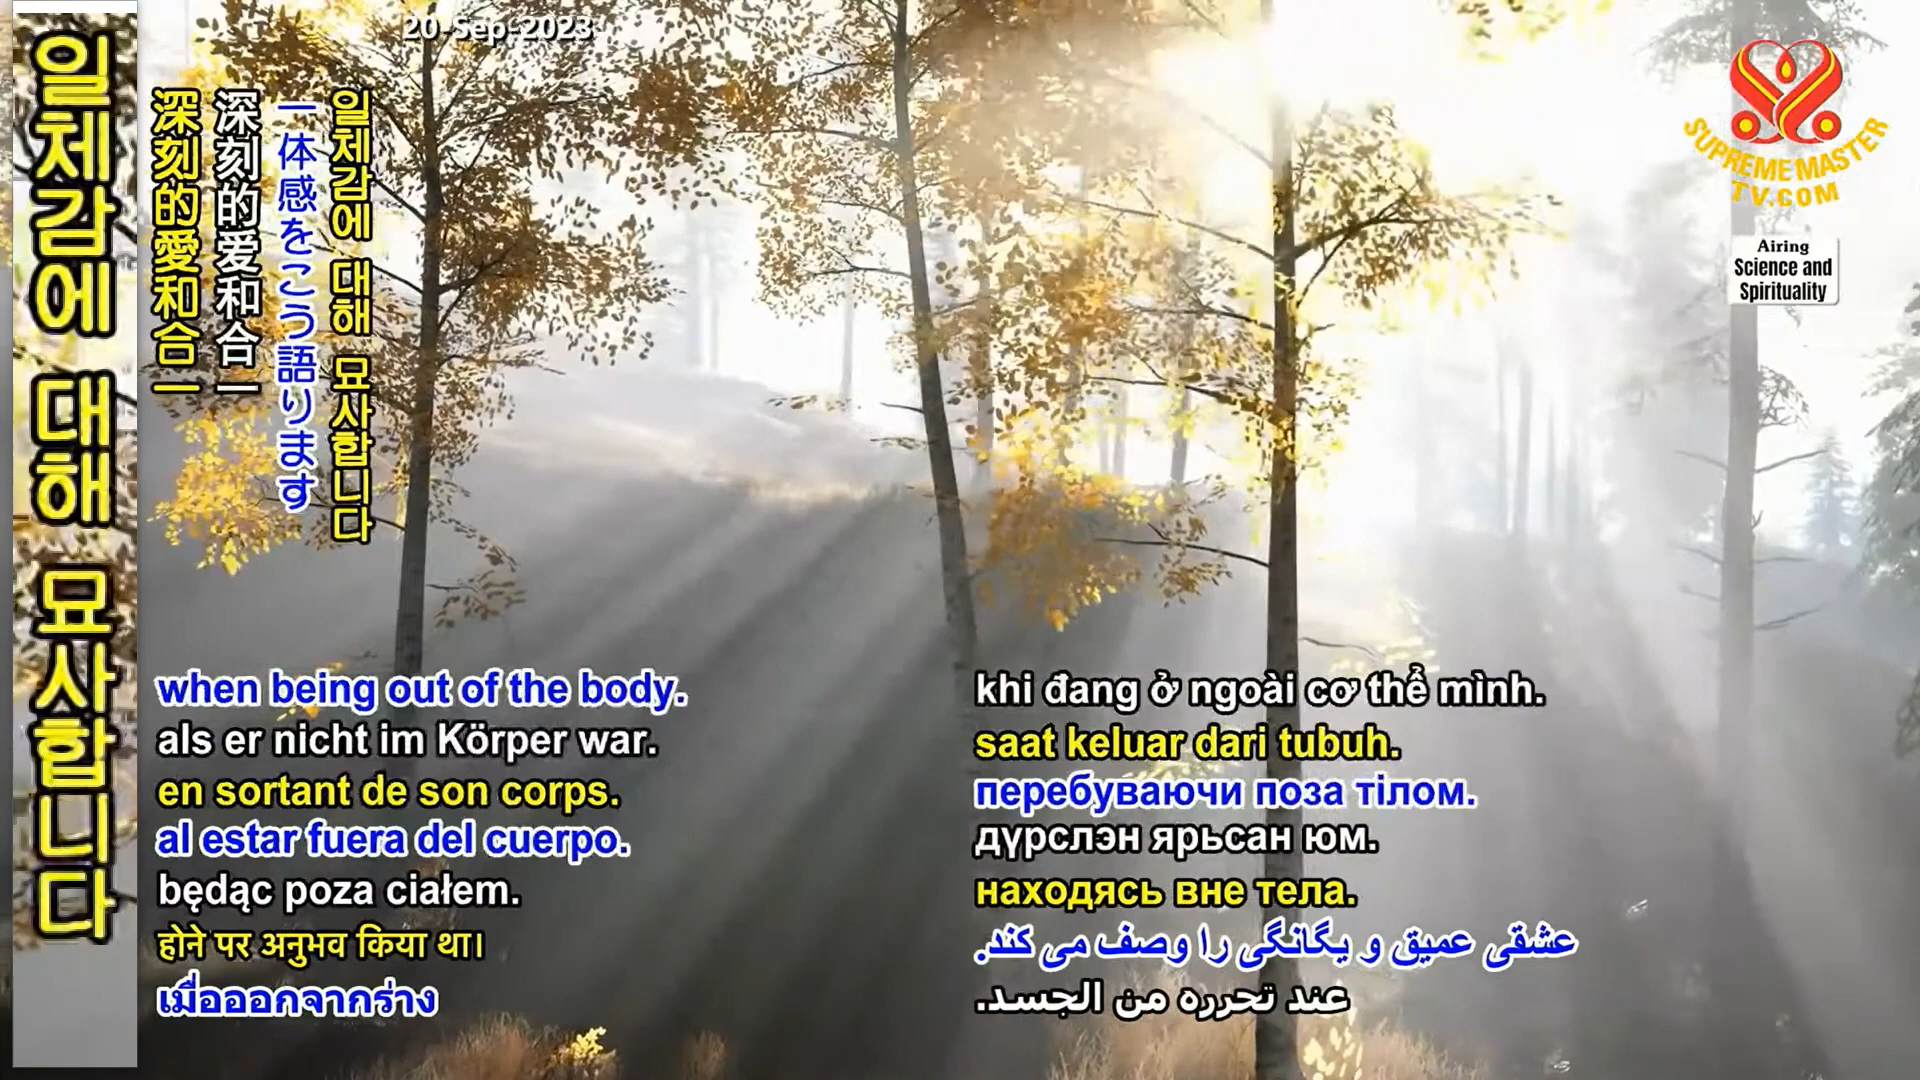 20-Sep-2023
일체감에 대해 묘사합니다
深刻的愛和合一
深刻的爱和合一
一体感をこう語ります
일체감에 대해 묘사합니다
SUPREME MASTER
TV.COM
Airing
Science and
Spirituality
when being out of the body.
als er nicht im Körper war.
en sortant de son corps.
al estar fuera del cuerpo.
będąc poza ciałem.
होने पर अनुभव किया था।
เมื่อออกจากร่าง
khi đang ở ngoài cơ thể mình.
saat keluar dari tubuh.
перебуваючи поза тілом.
дүрслэн ярьсан юм.
находясь вне тела.
عشقی عمیق و یگانگی را وصف می کند.
عند تحرره من الجسد.